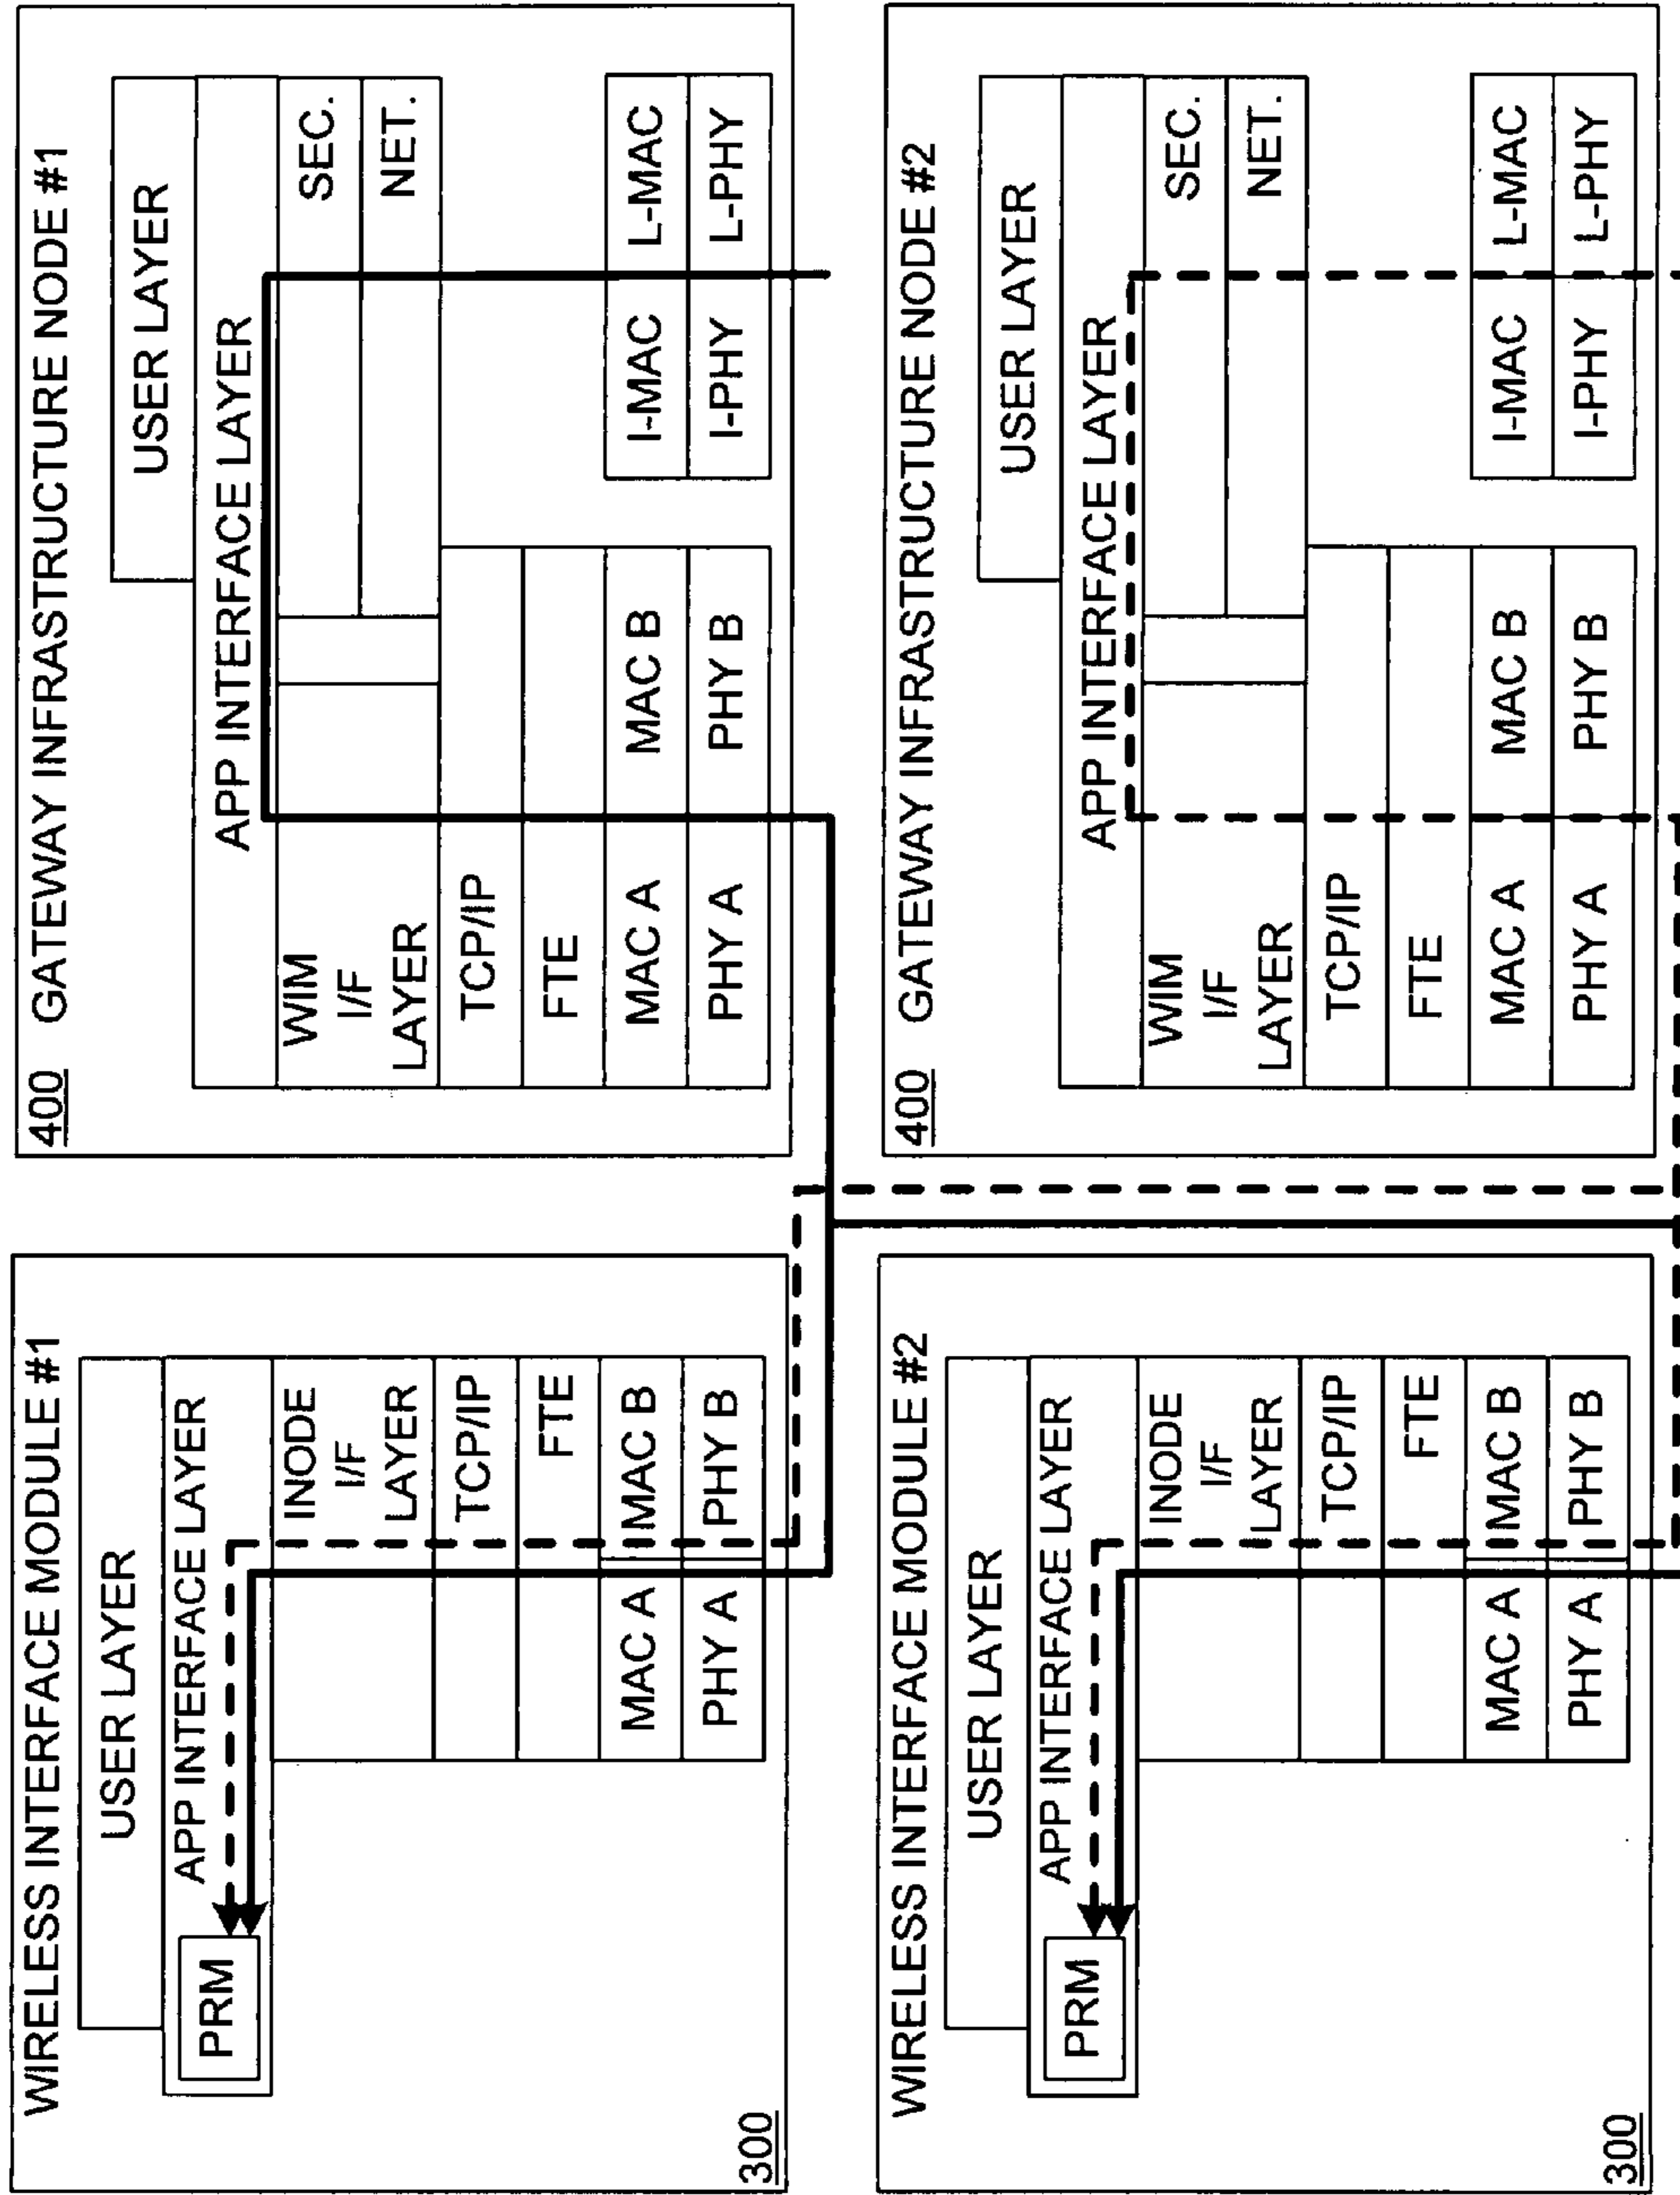 WIRELESS INTERFACE MODULE #1
USER LAYER
APP INTERFACE LAYER
PRM
INODE
I/F
LAYER
TCP/IP
FTE
MAC A
MAC B
PHY A
PHY B
300
400 GATEWAY INFRASTRUCTURE NODE #1
USER LAYER
APP INTERFACE LAYER
WIM
I/F
LAYER
SEC.
NET.
TCP/IP
FTE
MAC A
MAC B
I-MAC
L-MAC
PHY A
PHY B
I-PHY
L-PHY
WIRELESS INTERFACE MODULE #2
USER LAYER
APP INTERFACE LAYER
PRM
INODE
I/F
LAYER
TCP/IP
FTE
MAC A
MAC B
PHY A
PHY B
300
400 GATEWAY INFRASTRUCTURE NODE #2
USER LAYER
APP INTERFACE LAYER
WIM
I/F
LAYER
SEC.
NET.
TCP/IP
FTE
MAC A
MAC B
I-MAC
L-MAC
PHY A
PHY B
I-PHY
L-PHY